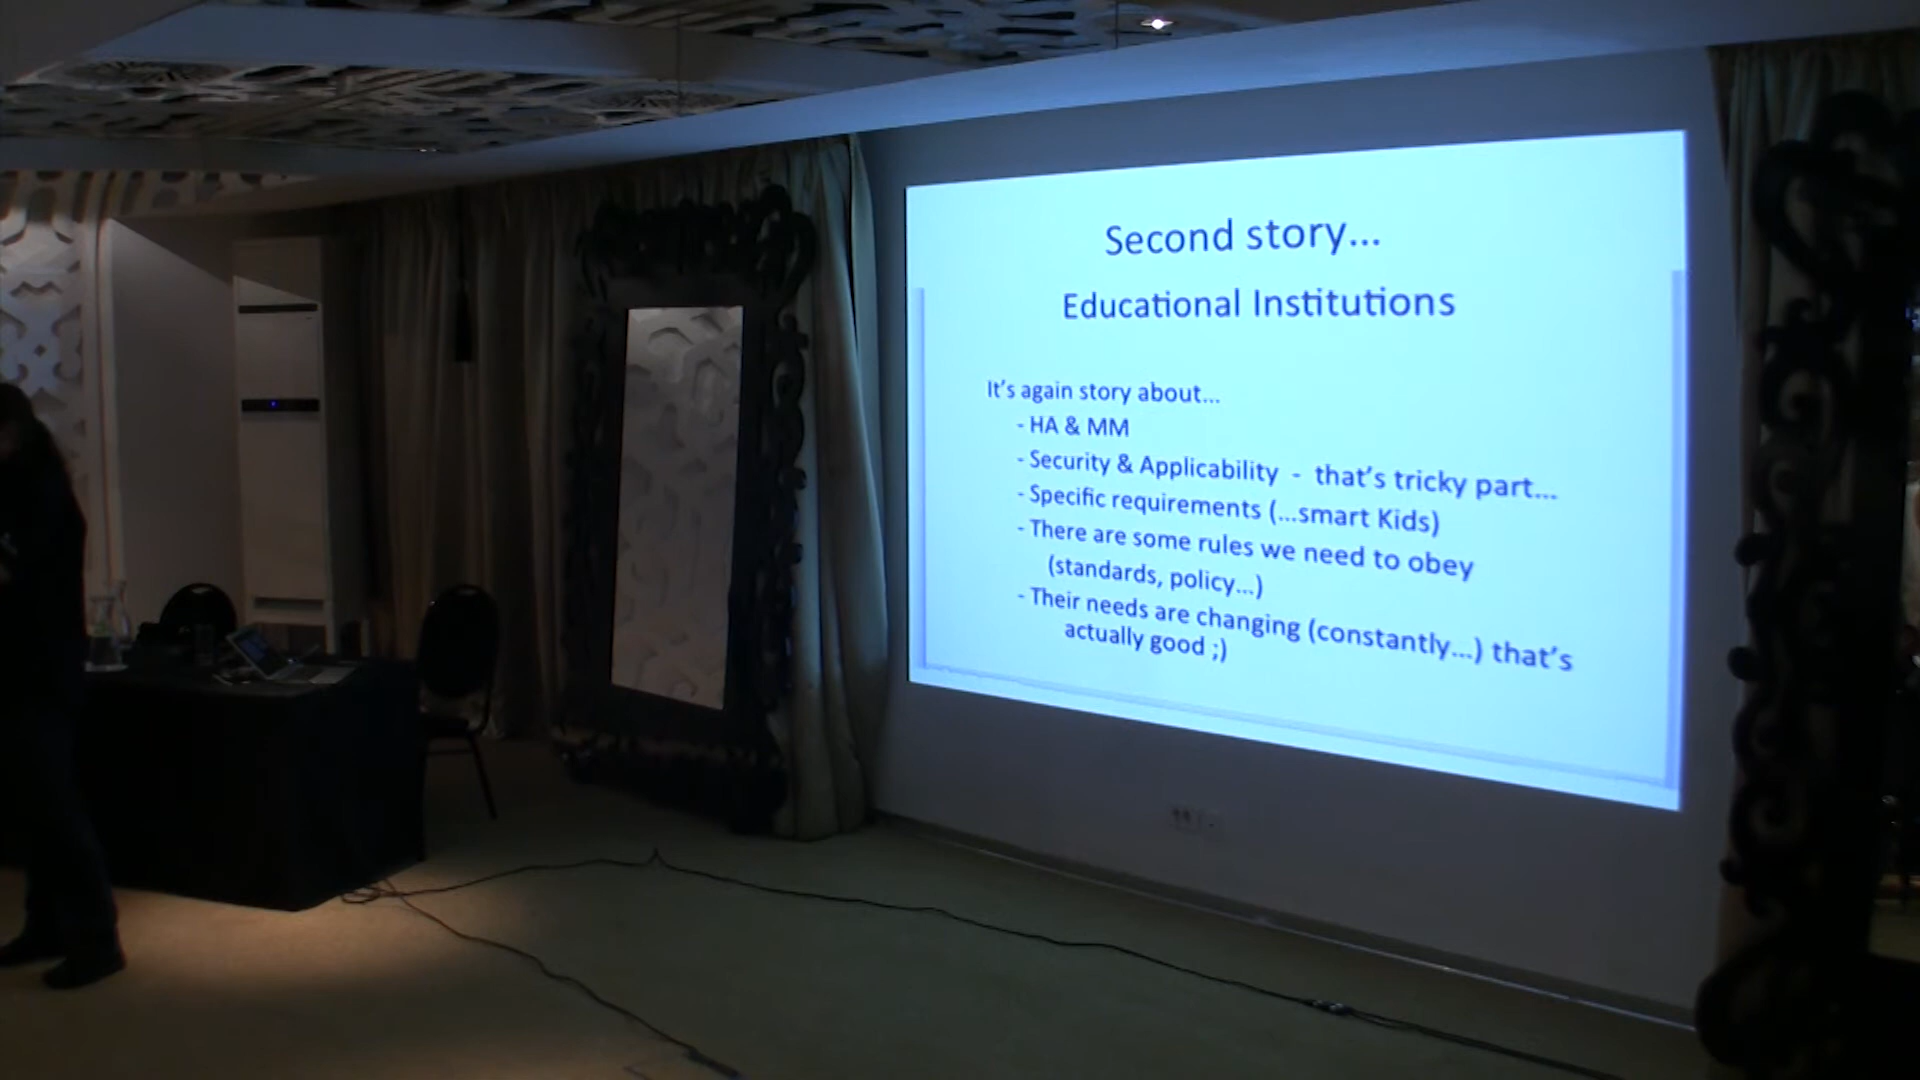 Second story...
Educational Institutions
It's again story about...
- HA & MM
- Security & Applicability - that's tricky part...
- Specific requirements (...smart Kids)
- There are some rules we need to obey
(standards, policy...)
- Their needs are changing (constantly...) that's
actually good ;)